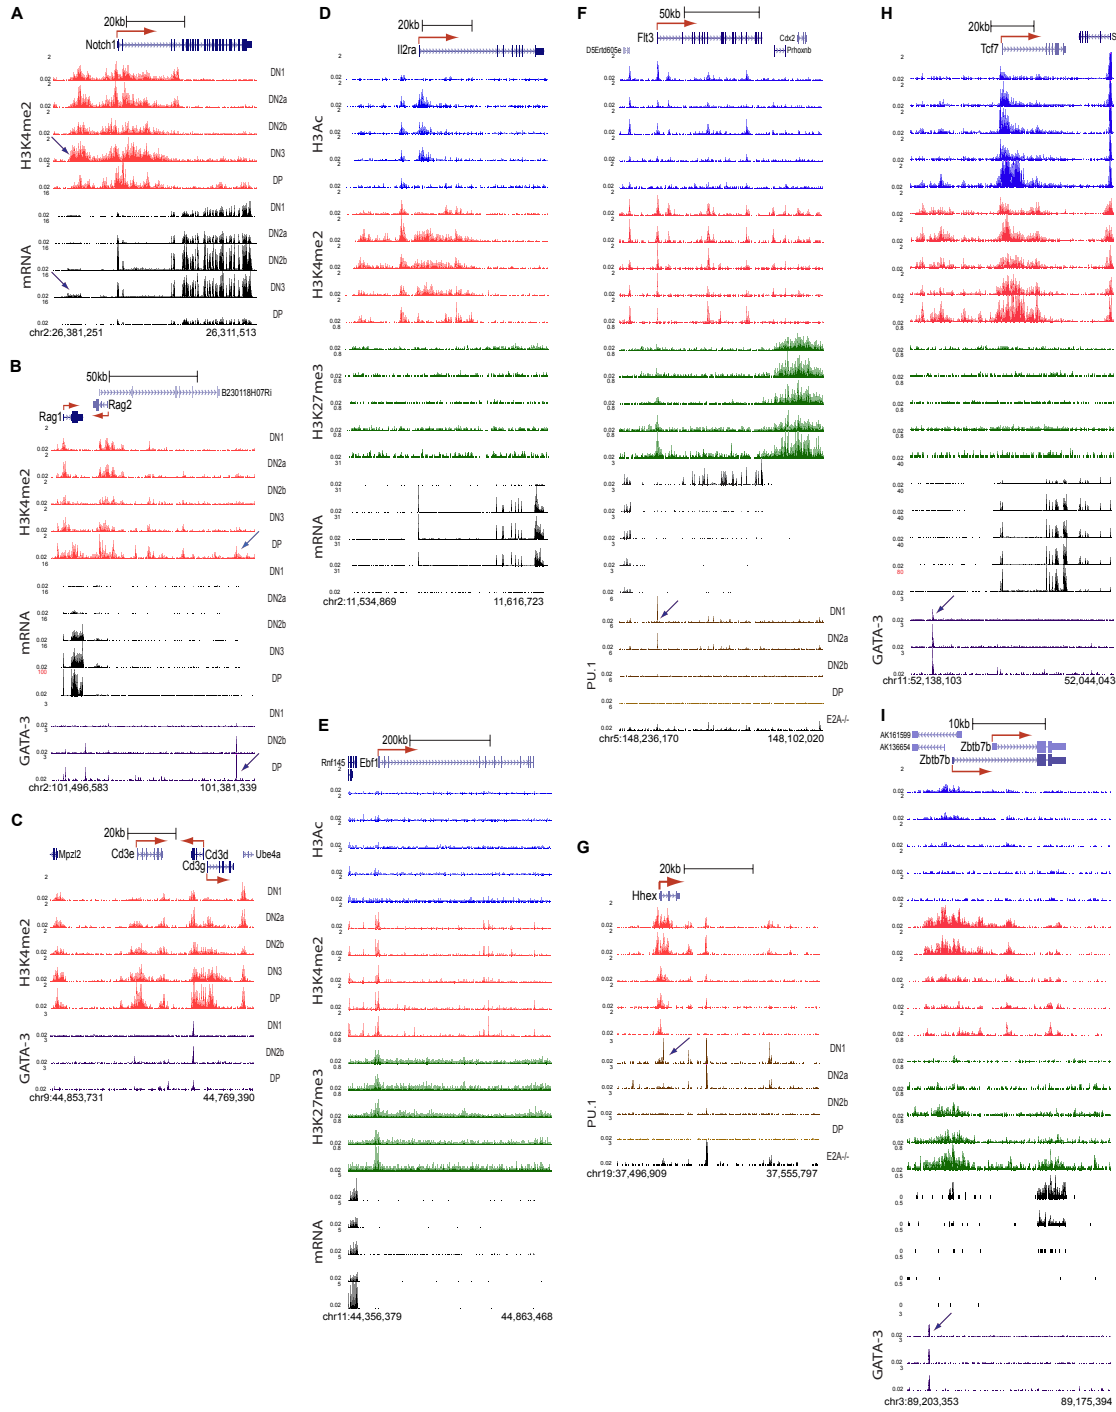 A
20kb
Notch1
H3K4me2
DN1
DN2a
DN2b
DN3
DP
mRNA
DN1
DN2a
DN2b
DN3
DP
chr2:26,381,251
26,311,513
B
50kb
B230118H07Ri
Rag1
Rag2
H3K4me2
DN1
DN2a
DN2b
DN3
DP
mRNA
DN1
DN2a
DN2b
DN3
DP
100
GATA-3
DN1
DN2b
DP
chr2:101,496,583
101,381,339
C
20kb
Mpzl2
Cd3e
Cd3d
Cd3g
Ube4a
H3K4me2
DN1
DN2a
DN2b
DN3
DP
GATA-3
DN1
DN2b
DP
chr9:44,853,731
44,769,390
D
20kb
Il2ra
H3Ac
H3K4me2
H3K27me3
mRNA
chr2:11,534,869
11,616,723
E
200kb
Rnf145
Ebf1
H3Ac
H3K4me2
H3K27me3
mRNA
chr11:44,356,379
44,863,468
F
50kb
Flt3
Cdx2
D5Ertd605e
Prhoxnb
PU.1
DN1
DN2a
DN2b
DP
E2A-/-
chr5:148,236,170
148,102,020
G
20kb
Hhex
PU.1
DN1
DN2a
DN2b
DP
E2A-/-
chr19:37,496,909
37,555,797
H
20kb
Tcf7
S
80
GATA-3
chr11:52,138,103
52,044,043
I
10kb
AK161599
AK136654
Zbtb7b
Zbtb7b
GATA-3
chr3:89,203,353
89,175,394